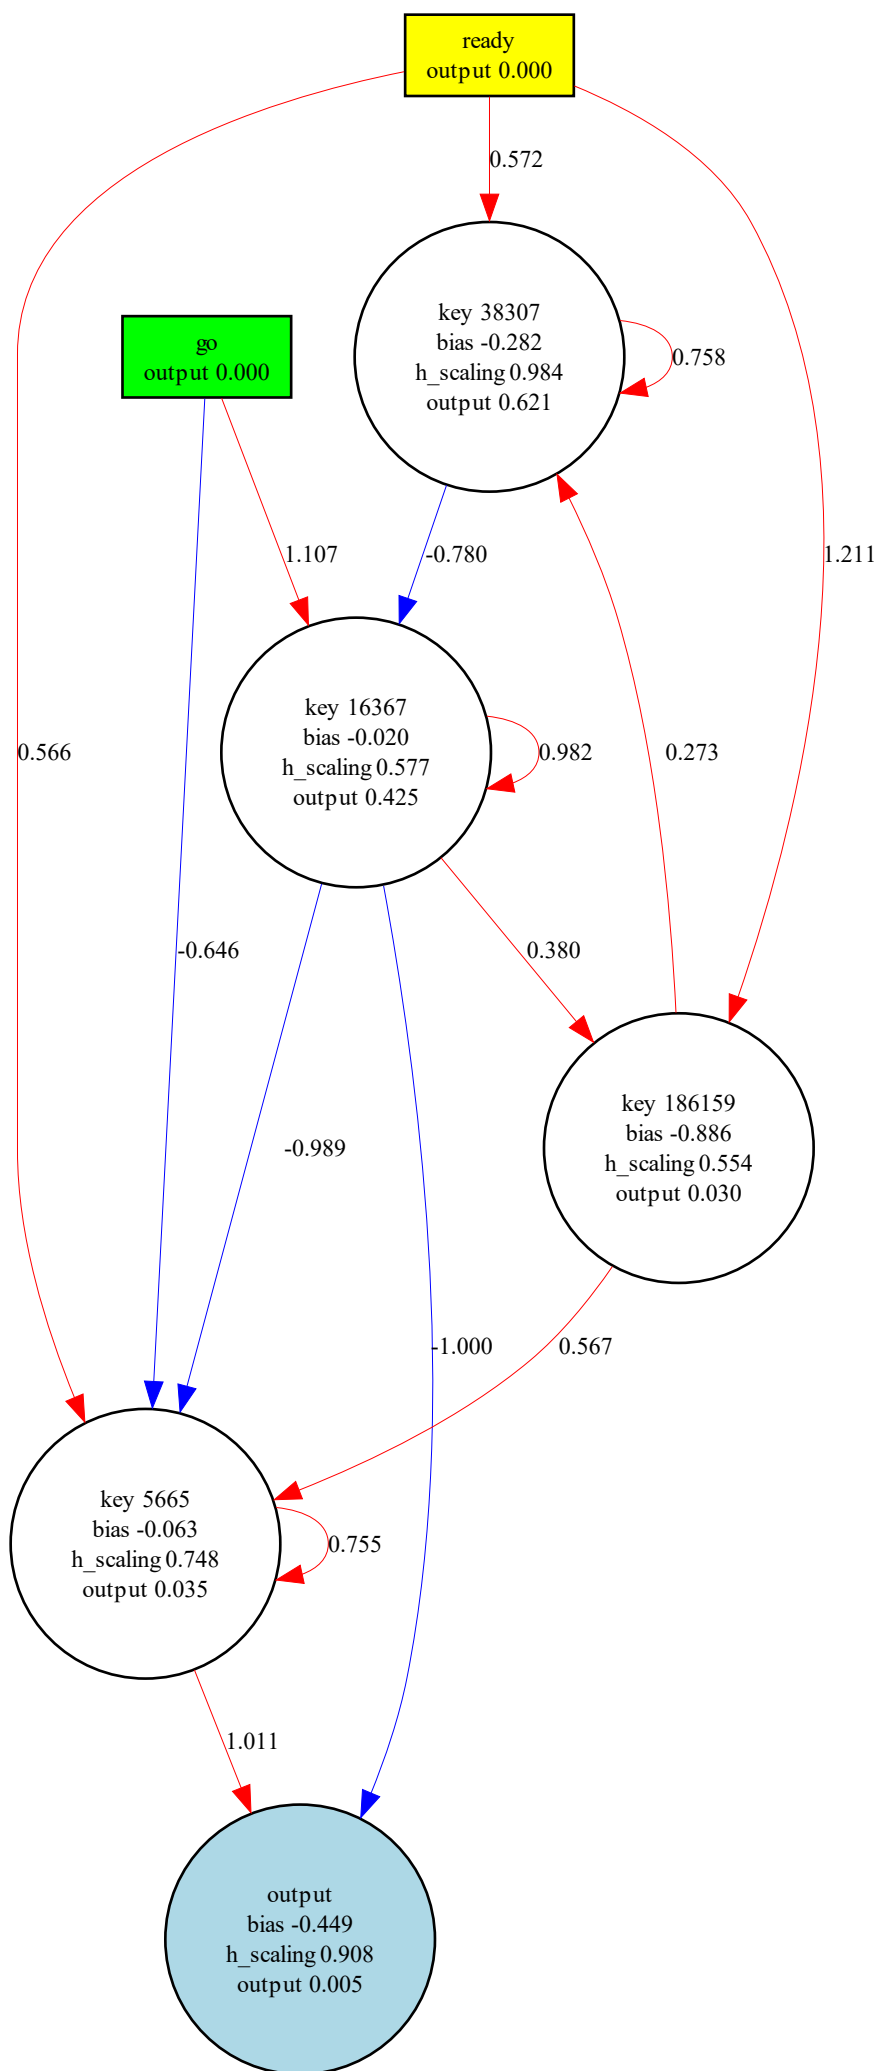 ready
output 0.000
0.572
key 38307
bias -0.282
h_scaling 0.984
output 0.621
0.758
go
output 0.000
1.107
-0.780
1.211
key 16367
bias -0.020
h_scaling 0.577
output 0.425
0.566
0.982
0.273
-0.646
0.380
-0.989
key 186159
bias -0.886
h_scaling 0.554
output 0.030
-1.000
0.567
key 5665
bias -0.063
h_scaling 0.748
output 0.035
0.755
1.011
output
bias -0.449
h_scaling 0.908
output 0.005